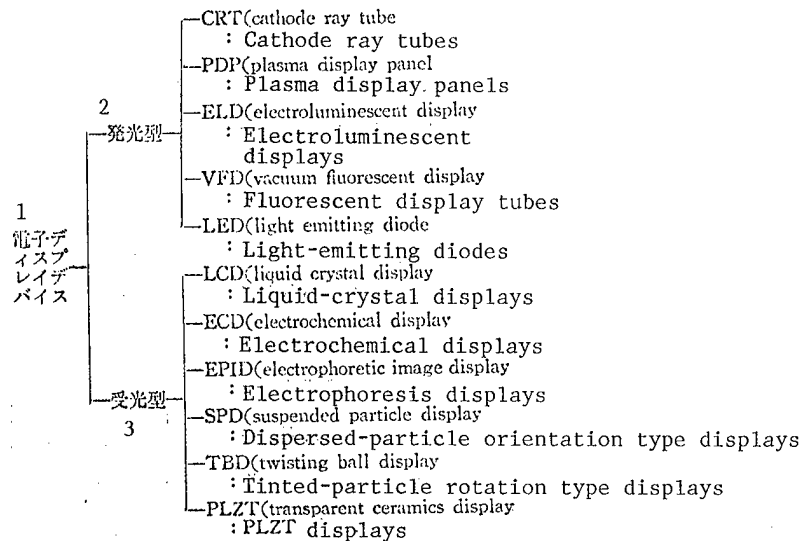 CRT(cathode ray tube
: Cathode ray tubes
PDP(plasma display panel
: Plasma display panels
2
ELD(electroluminescent display
発光型
: Electroluminescent
displays
VFD(vacuum fluorescent display
: Fluorescent display tubes
1
LED(light emitting diode
電子デ
ィスプ
レイデ
バイス
: Light-emitting diodes
LCD(liquid crystal display
: Liquid-crystal displays
ECD(electrochemical display
: Electrochemical displays
EPID(electrophoretic image display
: Electrophoresis displays
受光型
3
SPD(suspended particle display
: Dispersed-particle orientation type displays
TBD(twisting ball display
: Tinted-particle rotation type displays
PLZT(transparent ceramics display
: PLZT displays